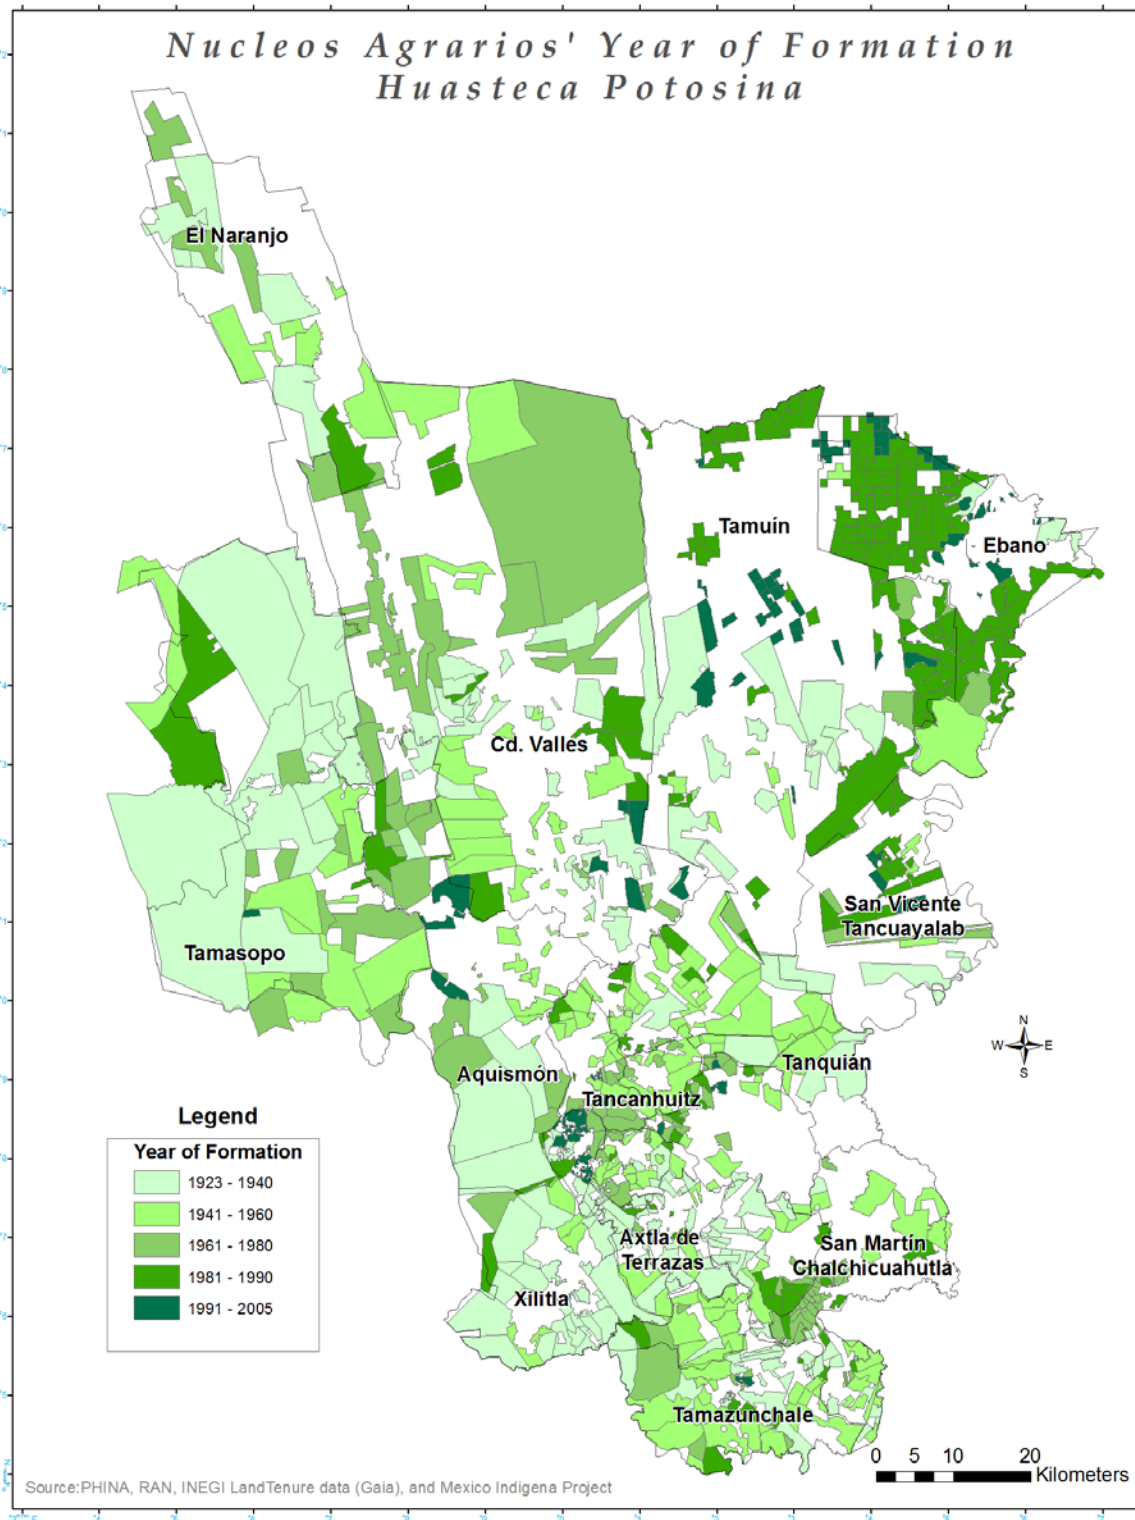 Nucleos Agrarios' Year of Formation
Huasteca Potosina
El Naranjo
Tamuín
Ebano
Cd. Valles
San Vicente
Tancuayalab
Tamasopo
N
W E
S
Tanquián
Aquismón
Tancanhuitz
Legend
Year of Formation
1923 - 1940
1941 - 1960
1961 - 1980
1981 - 1990
1991 - 2005
Axtla de
Terrazas
San Martín
Chalchicuahutla
Xilitla
Tamazunchale
0 5 10 20
Kilometers
Source:PHINA, RAN, INEGI LandTenure data (Gaia), and Mexico Indigena Project